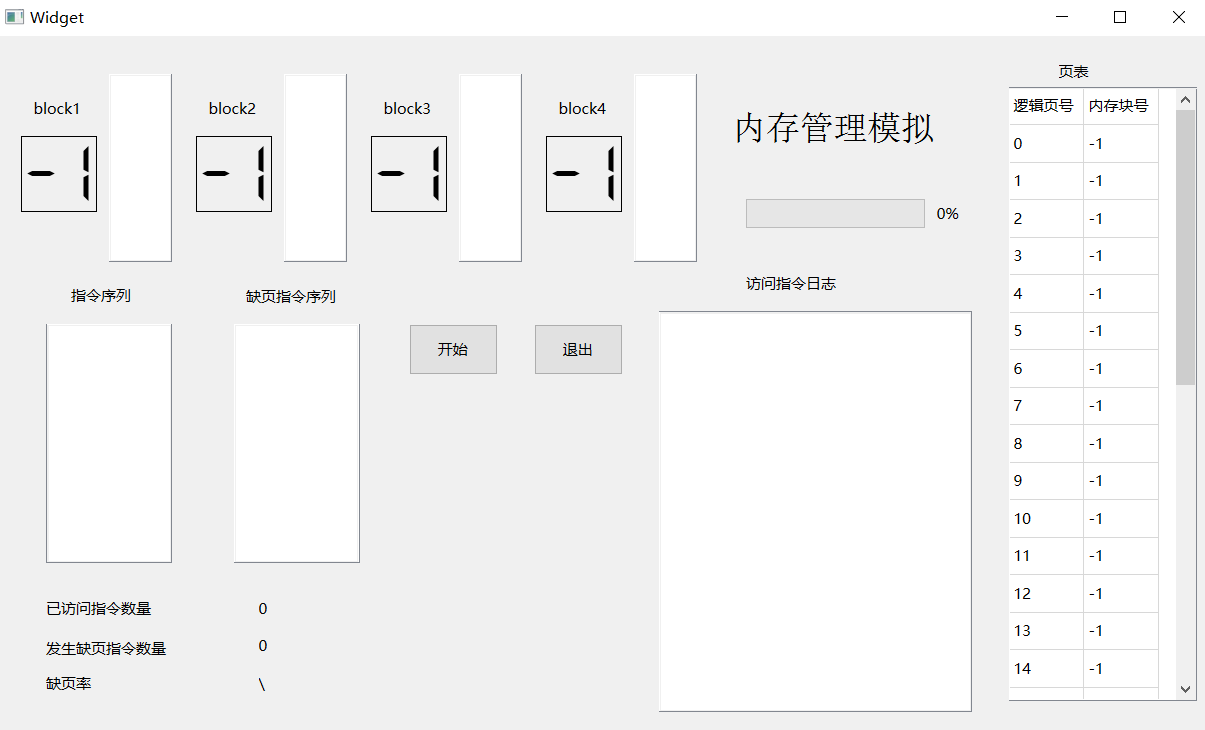 Widget
block1
block2
block3
block4
-1
-1
-1
-1
内存管理模拟
0%
指令序列
缺页指令序列
开始
退出
访问指令日志
已访问指令数量 0
发生缺页指令数量 0
缺页率 \
页表
逻辑页号 内存块号
0 -1
1 -1
2 -1
3 -1
4 -1
5 -1
6 -1
7 -1
8 -1
9 -1
10 -1
11 -1
12 -1
13 -1
14 -1